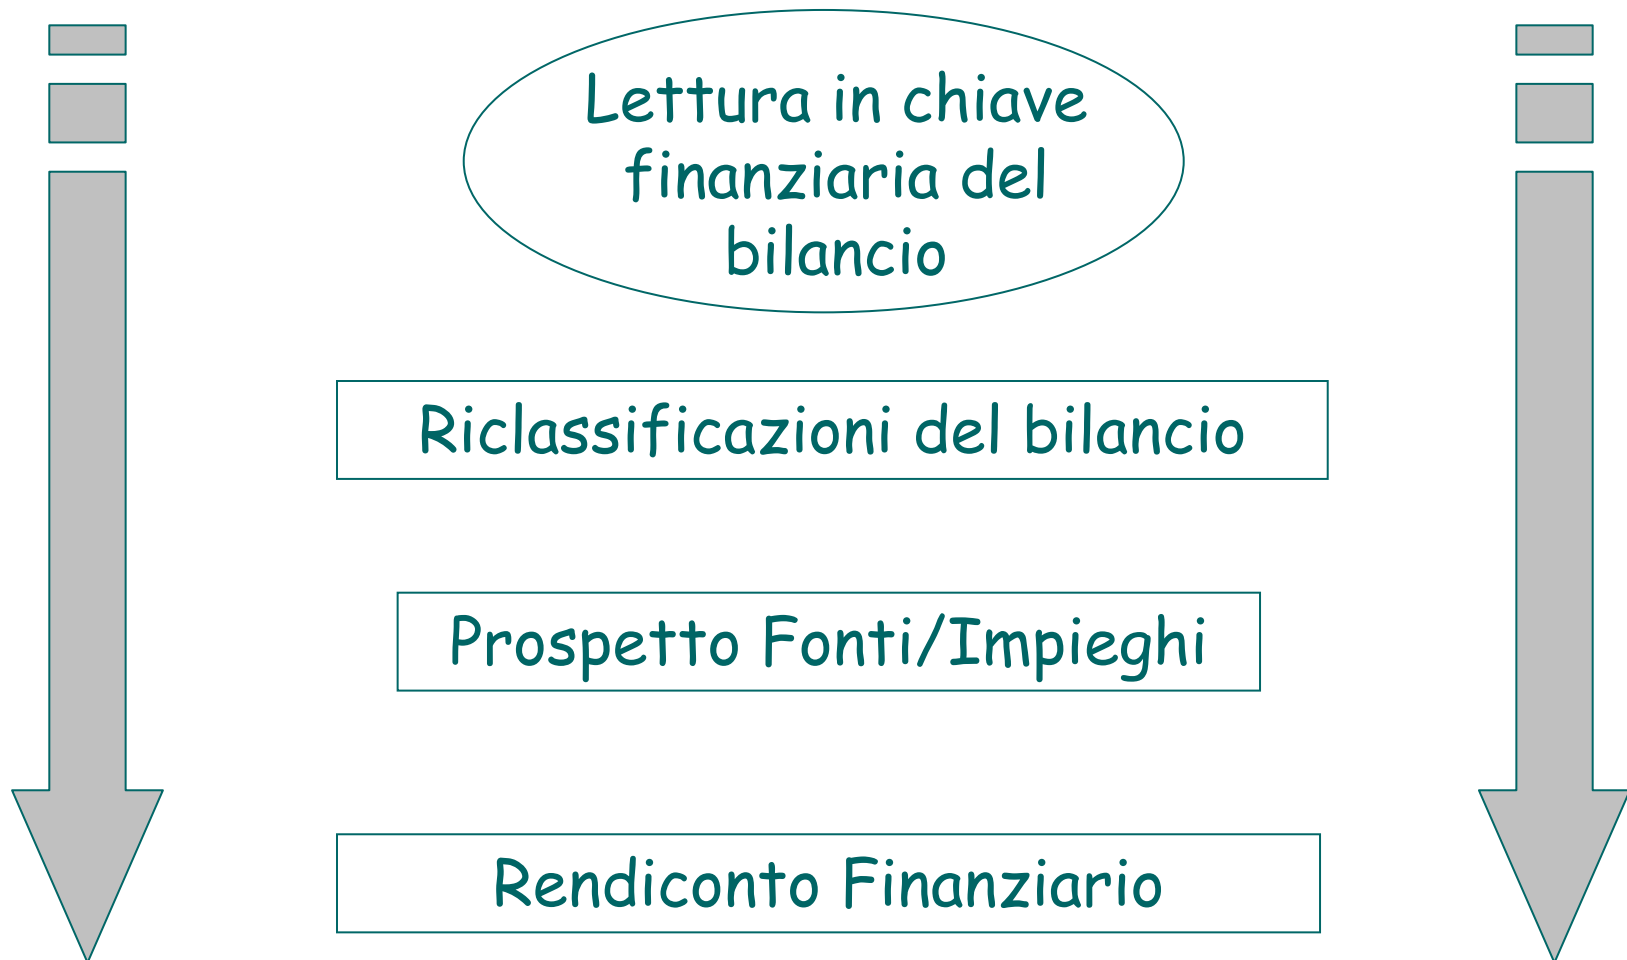 Lettura in chiave
finanziaria del
bilancio
Riclassificazioni del bilancio
Prospetto Fonti/Impieghi
Rendiconto Finanziario